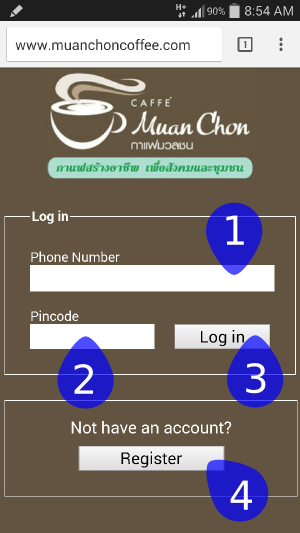 90% 8:54 AM
www.muanchoncoffee.com 1
CAFFE'
Muan Chon
กาแฟมวลชน
กาแฟสร้างอาชีพ เพื่อสังคมและชุมชน
Log in
1
Phone Number
Pincode
Log in
2
3
Not have an account?
Register
4